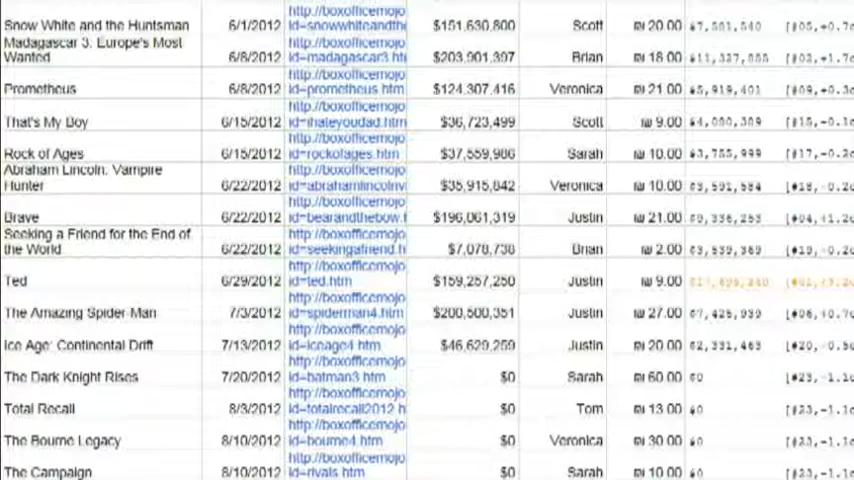 http://boxofficemojo
Snow White and the Huntsman 6/1/2012 id=snowwhiteandthe $151,630,800 Scott ₪ 20.00
Madagascar 3: Europe's Most http://boxofficemojo
Wanted 6/8/2012 id=madagascar3.ht $203,901,397 Brian ₪ 18.00
http://boxofficemojo
Prometheus 6/8/2012 id=prometheus.htm $124,307,416 Veronica ₪ 21.00
http://boxofficemojo
That's My Boy 6/15/2012 id=ihateyoudad.htm $36,723,499 Scott ₪ 9.00
http://boxofficemojo
Rock of Ages 6/15/2012 id=rockofages.htm $37,559,986 Sarah ₪ 10.00
Abraham Lincoln: Vampire http://boxofficemojo
Hunter 6/22/2012 id=abrahamlincolnv $35,915,842 Veronica ₪ 10.00
http://boxofficemojo
Brave 6/22/2012 id=bearandthebow.h $196,061,319 Justin ₪ 21.00
Seeking a Friend for the End of http://boxofficemojo
the World 6/22/2012 id=seekingafriend.h $7,078,738 Brian ₪ 2.00
http://boxofficemojo
Ted 6/29/2012 id=ted.htm $159,257,250 Justin ₪ 9.00
http://boxofficemojo
The Amazing Spider-Man 7/3/2012 id=spiderman4.htm $200,500,351 Justin ₪ 27.00
http://boxofficemojo
Ice Age: Continental Drift 7/13/2012 id=iceage4.htm $46,629,259 Justin ₪ 20.00
http://boxofficemojo
The Dark Knight Rises 7/20/2012 id=batman3.htm $0 Sarah ₪ 60.00
http://boxofficemojo
Total Recall 8/3/2012 id=totalrecall2012.h $0 Tom ₪ 13.00
http://boxofficemojo
The Bourne Legacy 8/10/2012 id=bourne4.htm $0 Veronica ₪ 30.00
http://boxofficemojo
The Campaign 8/10/2012 id=rivals.htm $0 Sarah ₪ 10.00